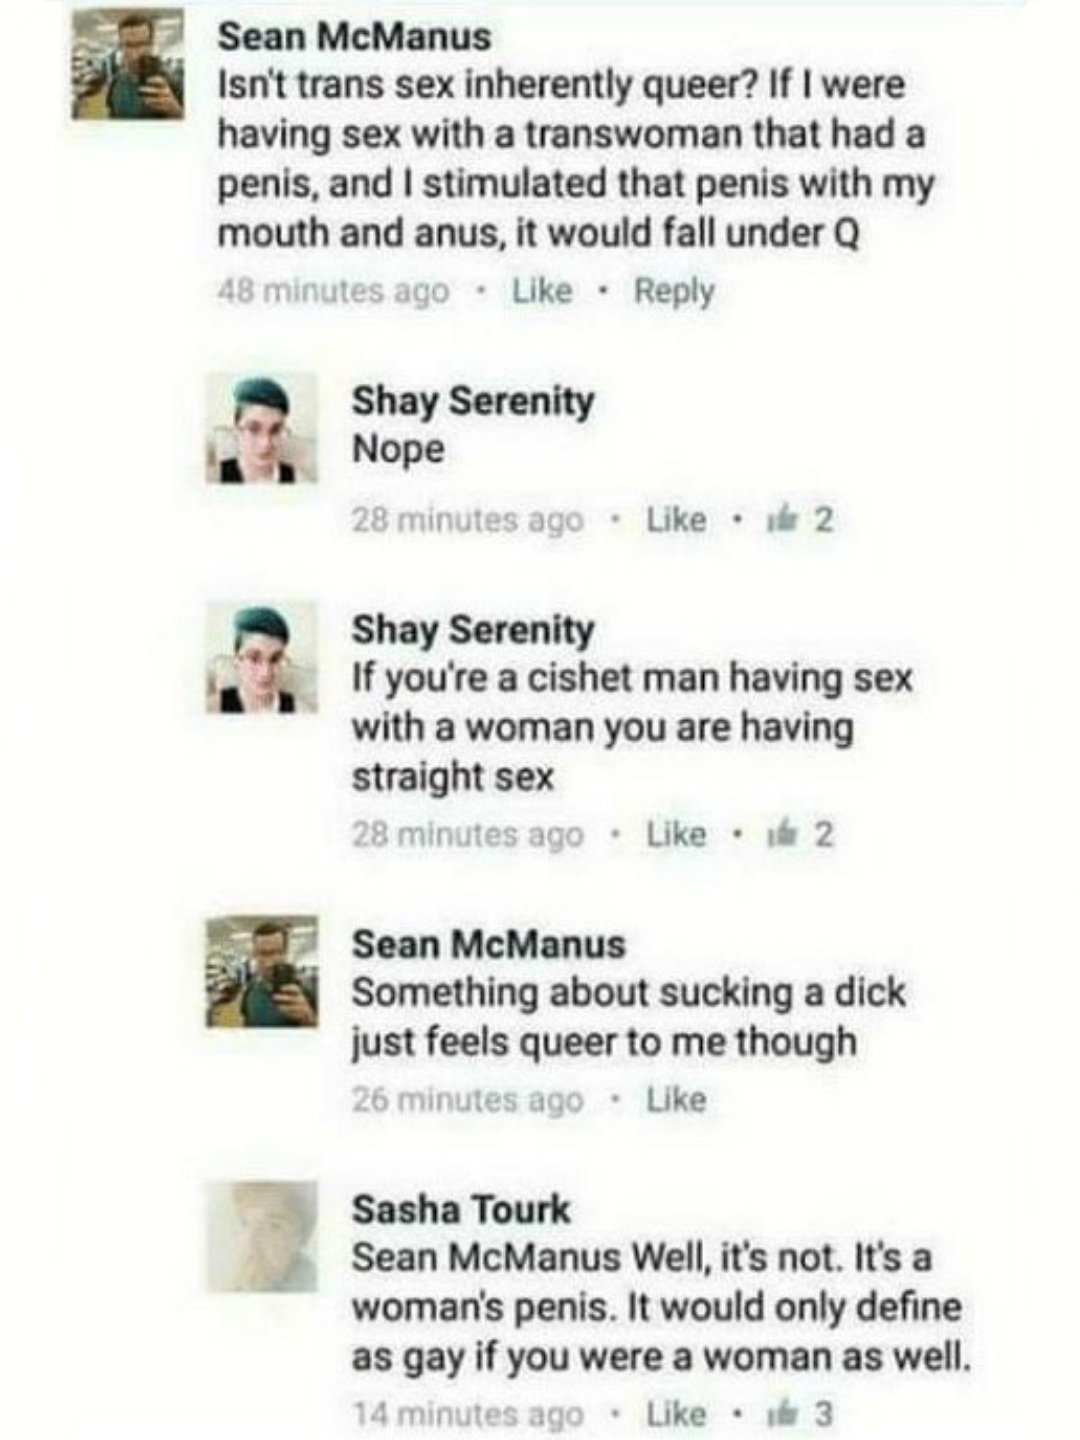 Sean McManus
Isn't trans sex inherently queer? If I were
having sex with a transwoman that had a
penis, and I stimulated that penis with my
mouth and anus, it would fall under Q
48 minutes ago · Like · Reply
Shay Serenity
Nope
28 minutes ago · Like · 2
Shay Serenity
If you're a cishet man having sex
with a woman you are having
straight sex
28 minutes ago · Like · 2
Sean McManus
Something about sucking a dick
just feels queer to me though
26 minutes ago · Like
Sasha Tourk
Sean McManus Well, it's not. It's a
woman's penis. It would only define
as gay if you were a woman as well.
14 minutes ago · Like · 3